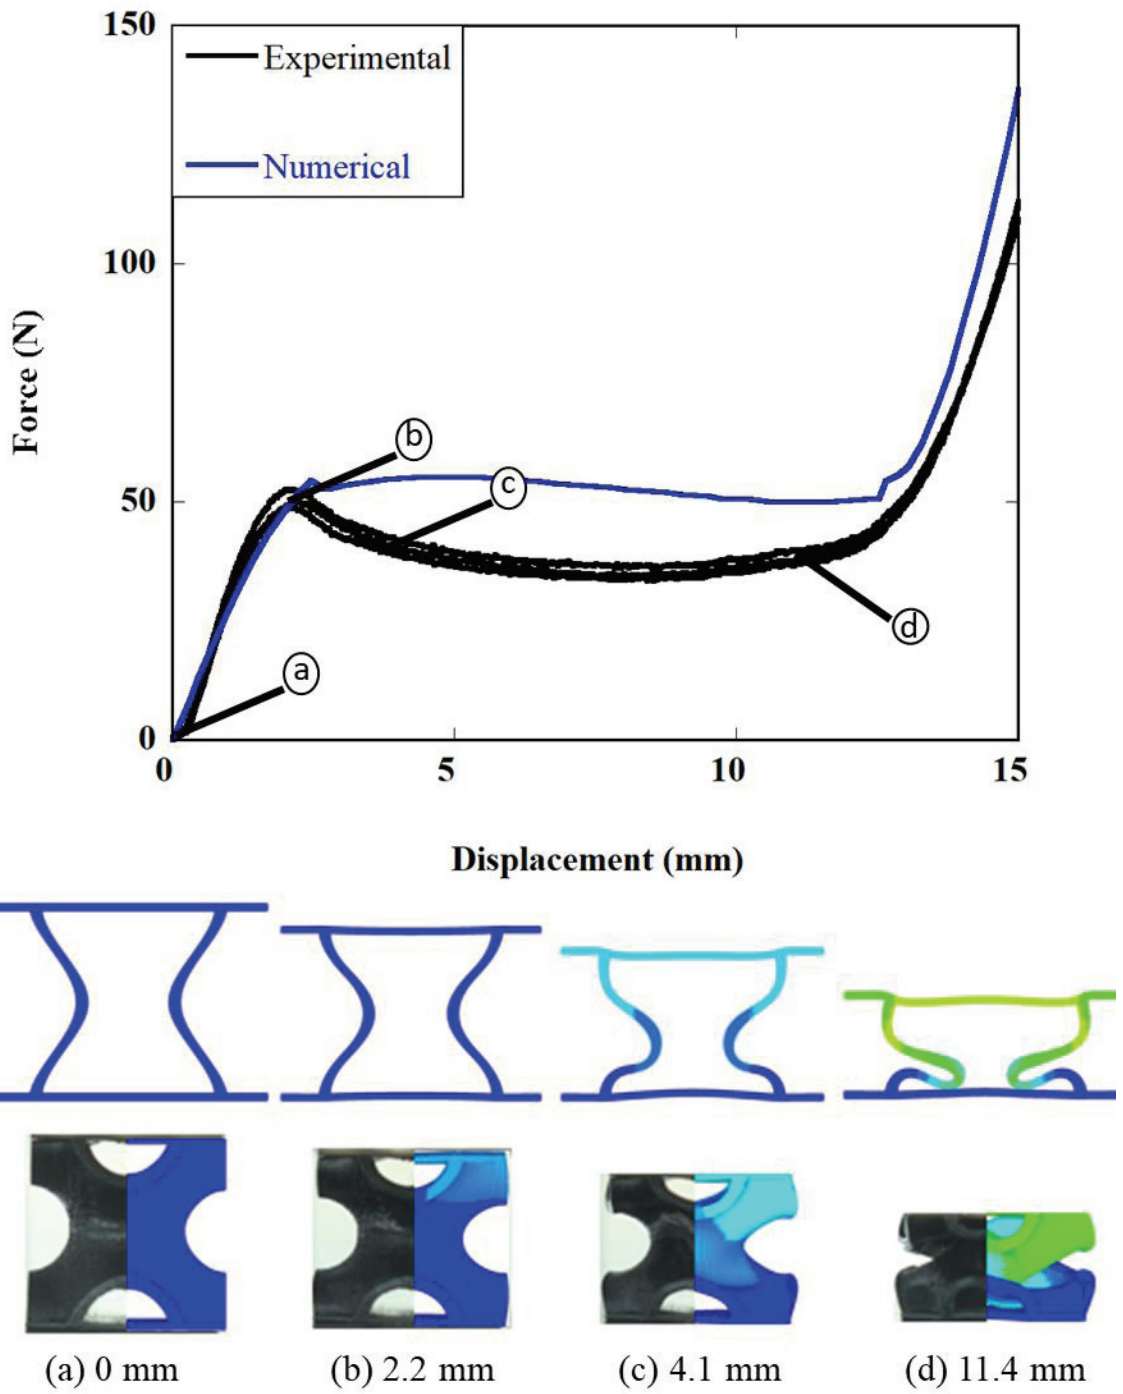 150
Experimental
Numerical
100
Force (N)
b
50
c
d
a
0
0 5 10 15
Displacement (mm)
(a) 0 mm (b) 2.2 mm (c) 4.1 mm (d) 11.4 mm